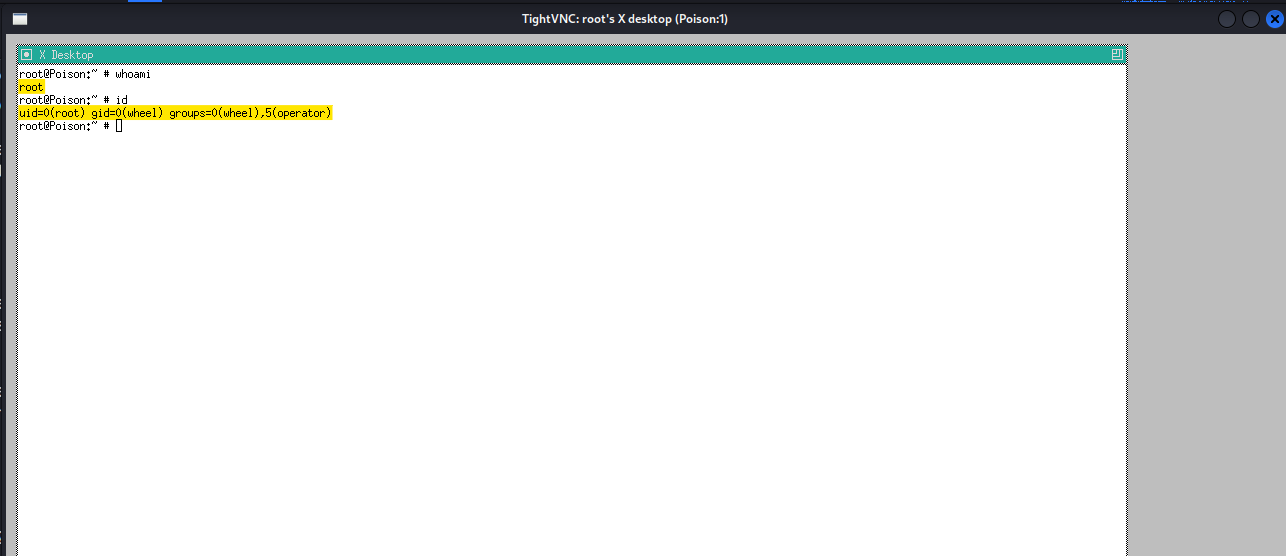 TightVNC: root's X desktop (Poison:1)
X Desktop
root@Poison:~ # whoami
root
root@Poison:~ # id
uid=0(root) gid=0(wheel) groups=0(wheel),5(operator)
root@Poison:~ #